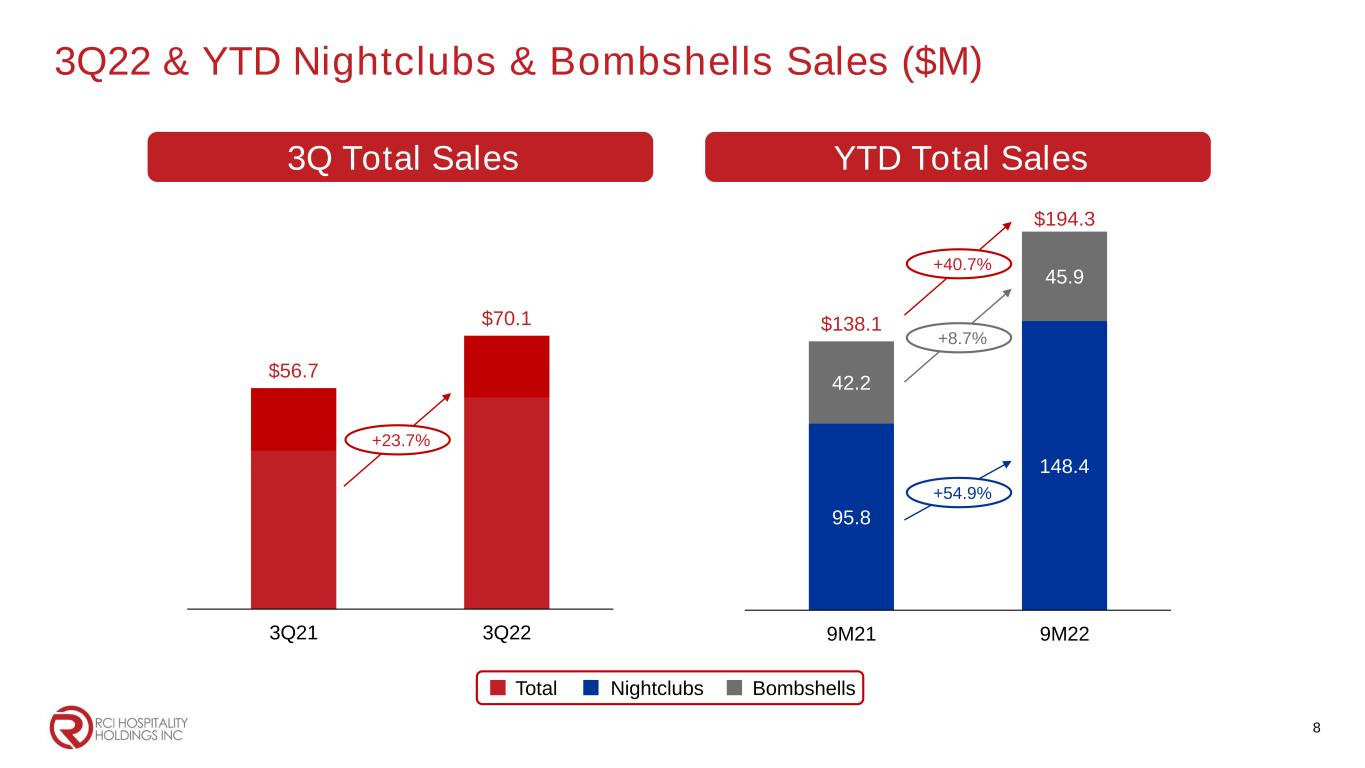 3Q22 & YTD Nightclubs & Bombshells Sales ($M)
3Q Total Sales
$56.7
$70.1
+23.7%
3Q21
3Q22
YTD Total Sales
$138.1
$194.3
42.2
45.9
95.8
148.4
+40.7%
+8.7%
+54.9%
9M21
9M22
Total
Nightclubs
Bombshells
RCI HOSPITALITY
HOLDINGS INC
8